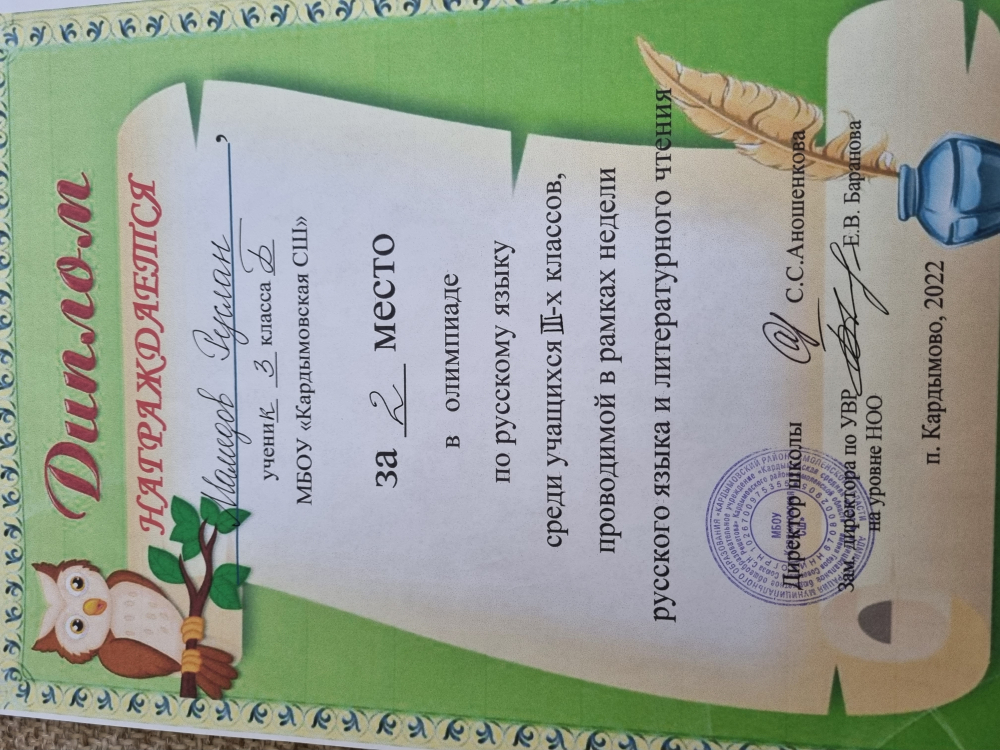 Диплом
НАГРАЖДАЕТСЯ
Мамедов Руслан,
ученик 3 класса Б
МБОУ «Кардымовская СШ»
за 2 место
в олимпиаде
по русскому языку
среди учащихся III-х классов,
проводимой в рамках недели
русского языка и литературного чтения
Директор школы С.С.Аношенкова
Зам. директора по УВР Е.В. Баранова
на уровне НОО
п. Кардымово, 2022
МБОУ